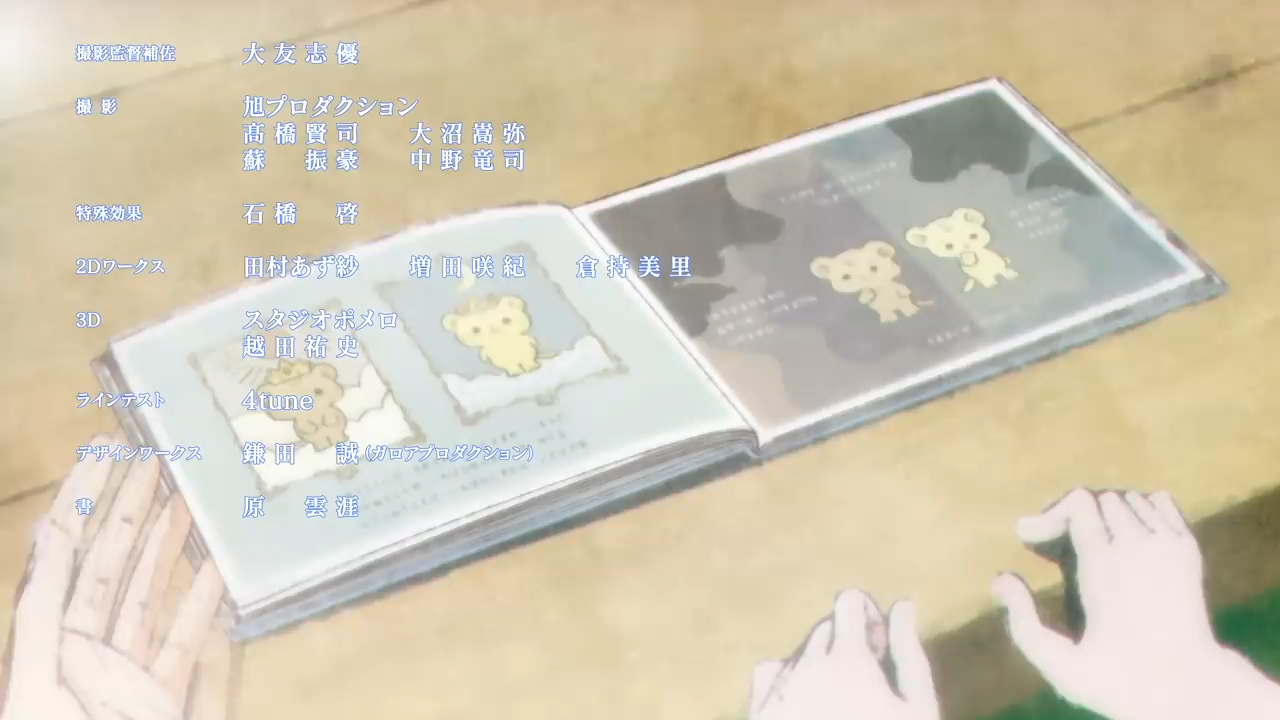 撮影監督補佐 大友志優
撮影 旭プロダクション
髙橋賢司 大沼嵩弥
蘇振豪 中野竜司
特殊効果 石橋啓
2Dワークス 田村あず紗 増田咲紀 倉持美里
3D スタジオポメロ
越田祐史
ラインテスト 4tune
デザインワークス 鎌田誠(ガロアプロダクション)
書 原雲涯